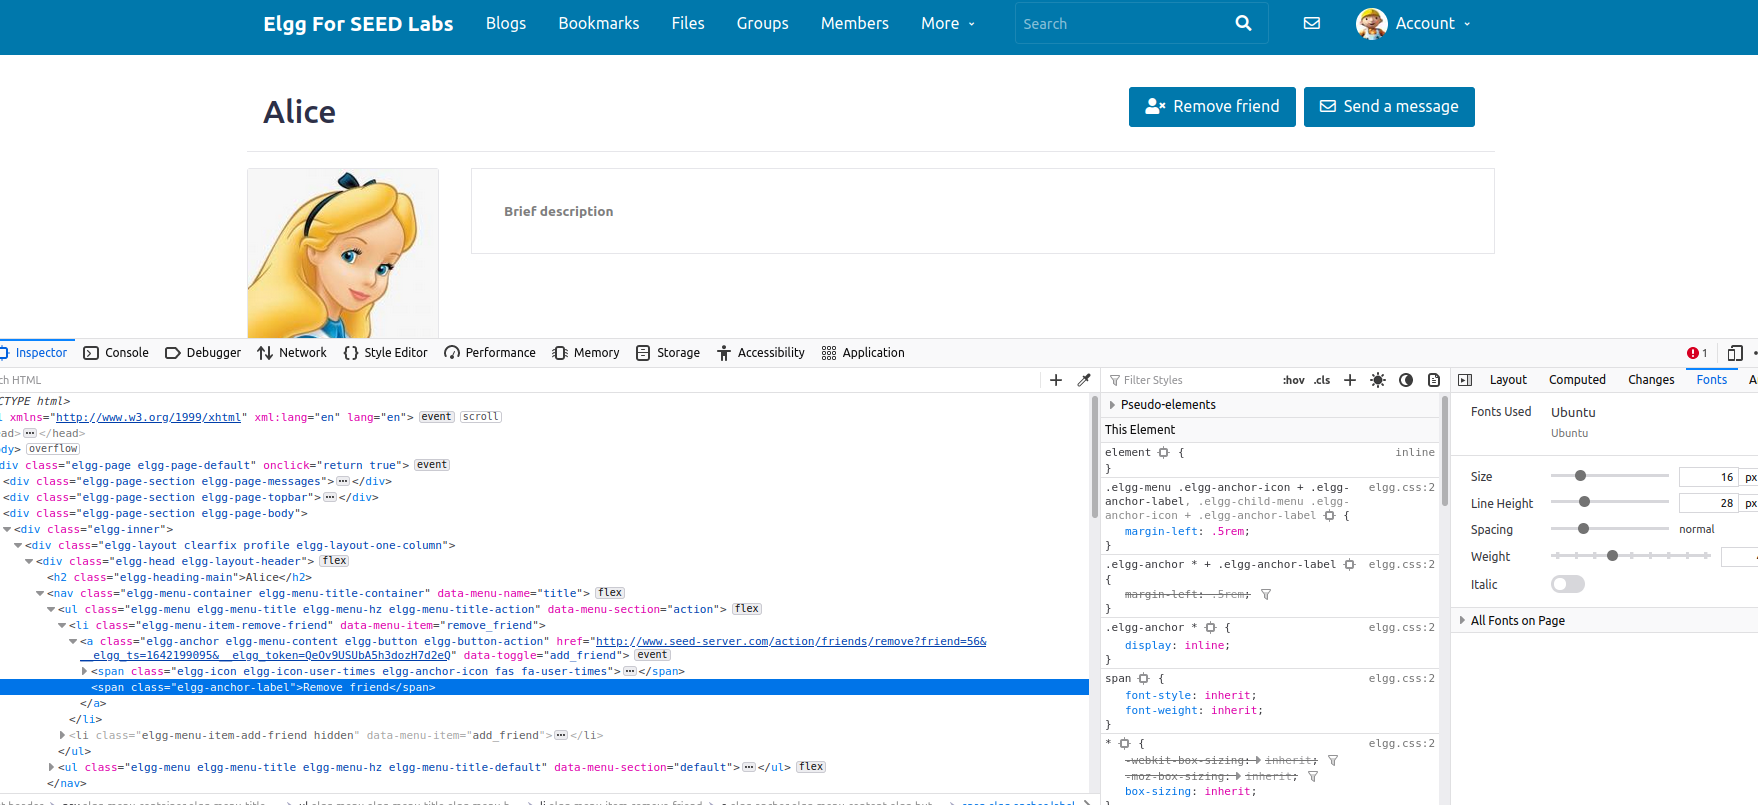 Elgg For SEED Labs Blogs Bookmarks Files Groups Members More Search Account
Alice
Remove friend Send a message
Brief description
Inspector Console Debugger Network Style Editor Performance Memory Storage Accessibility Application 1
ch HTML
Filter Styles :hov .cls
Layout Computed Changes Fonts A
CTYPE html>
l xmlns="http://www.w3.org/1999/xhtml" xml:lang="en" lang="en"> event scroll
ead> ... </head>
ody> overflow
div class="elgg-page elgg-page-default" onclick="return true"> event
<div class="elgg-page-section elgg-page-messages"> ... </div>
<div class="elgg-page-section elgg-page-topbar"> ... </div>
<div class="elgg-page-section elgg-page-body">
<div class="elgg-inner">
<div class="elgg-layout clearfix profile elgg-layout-one-column">
<div class="elgg-head elgg-layout-header"> flex
<h2 class="elgg-heading-main">Alice</h2>
<nav class="elgg-menu-container elgg-menu-title-container" data-menu-name="title"> flex
<ul class="elgg-menu elgg-menu-title elgg-menu-hz elgg-menu-title-action" data-menu-section="action"> flex
<li class="elgg-menu-item-remove-friend" data-menu-item="remove_friend">
<a class="elgg-anchor elgg-menu-content elgg-button elgg-button-action" href="http://www.seed-server.com/action/friends/remove?friend=56&
__elgg_ts=1642199095&__elgg_token=QeOv9USUbA5h3dozH7d2eQ" data-toggle="add_friend"> event
<span class="elgg-icon elgg-icon-user-times elgg-anchor-icon fas fa-user-times"> ... </span>
<span class="elgg-anchor-label">Remove friend</span>
</a>
</li>
<li class="elgg-menu-item-add-friend hidden" data-menu-item="add_friend"> ... </li>
</ul>
<ul class="elgg-menu elgg-menu-title elgg-menu-hz elgg-menu-title-default" data-menu-section="default"> ... </ul> flex
</nav>
Pseudo-elements
This Element
element { inline
}
.elgg-menu .elgg-anchor-icon + .elgg- elgg.css:2
anchor-label, .elgg-child-menu .elgg-
anchor-icon + .elgg-anchor-label {
margin-left: .5rem;
}
.elgg-anchor * + .elgg-anchor-label elgg.css:2
{
margin-left: .5rem;
}
.elgg-anchor * { elgg.css:2
display: inline;
}
span { elgg.css:2
font-style: inherit;
font-weight: inherit;
}
* { elgg.css:2
-webkit-box-sizing: inherit;
-moz-box-sizing: inherit;
box-sizing: inherit;
}
Fonts Used Ubuntu
Ubuntu
Size 16 px
Line Height 28 px
Spacing normal
Weight
Italic
All Fonts on Page